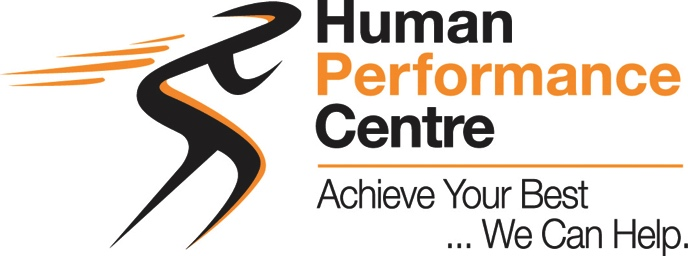 Human
Performance
Centre
Achieve Your Best
... We Can Help.